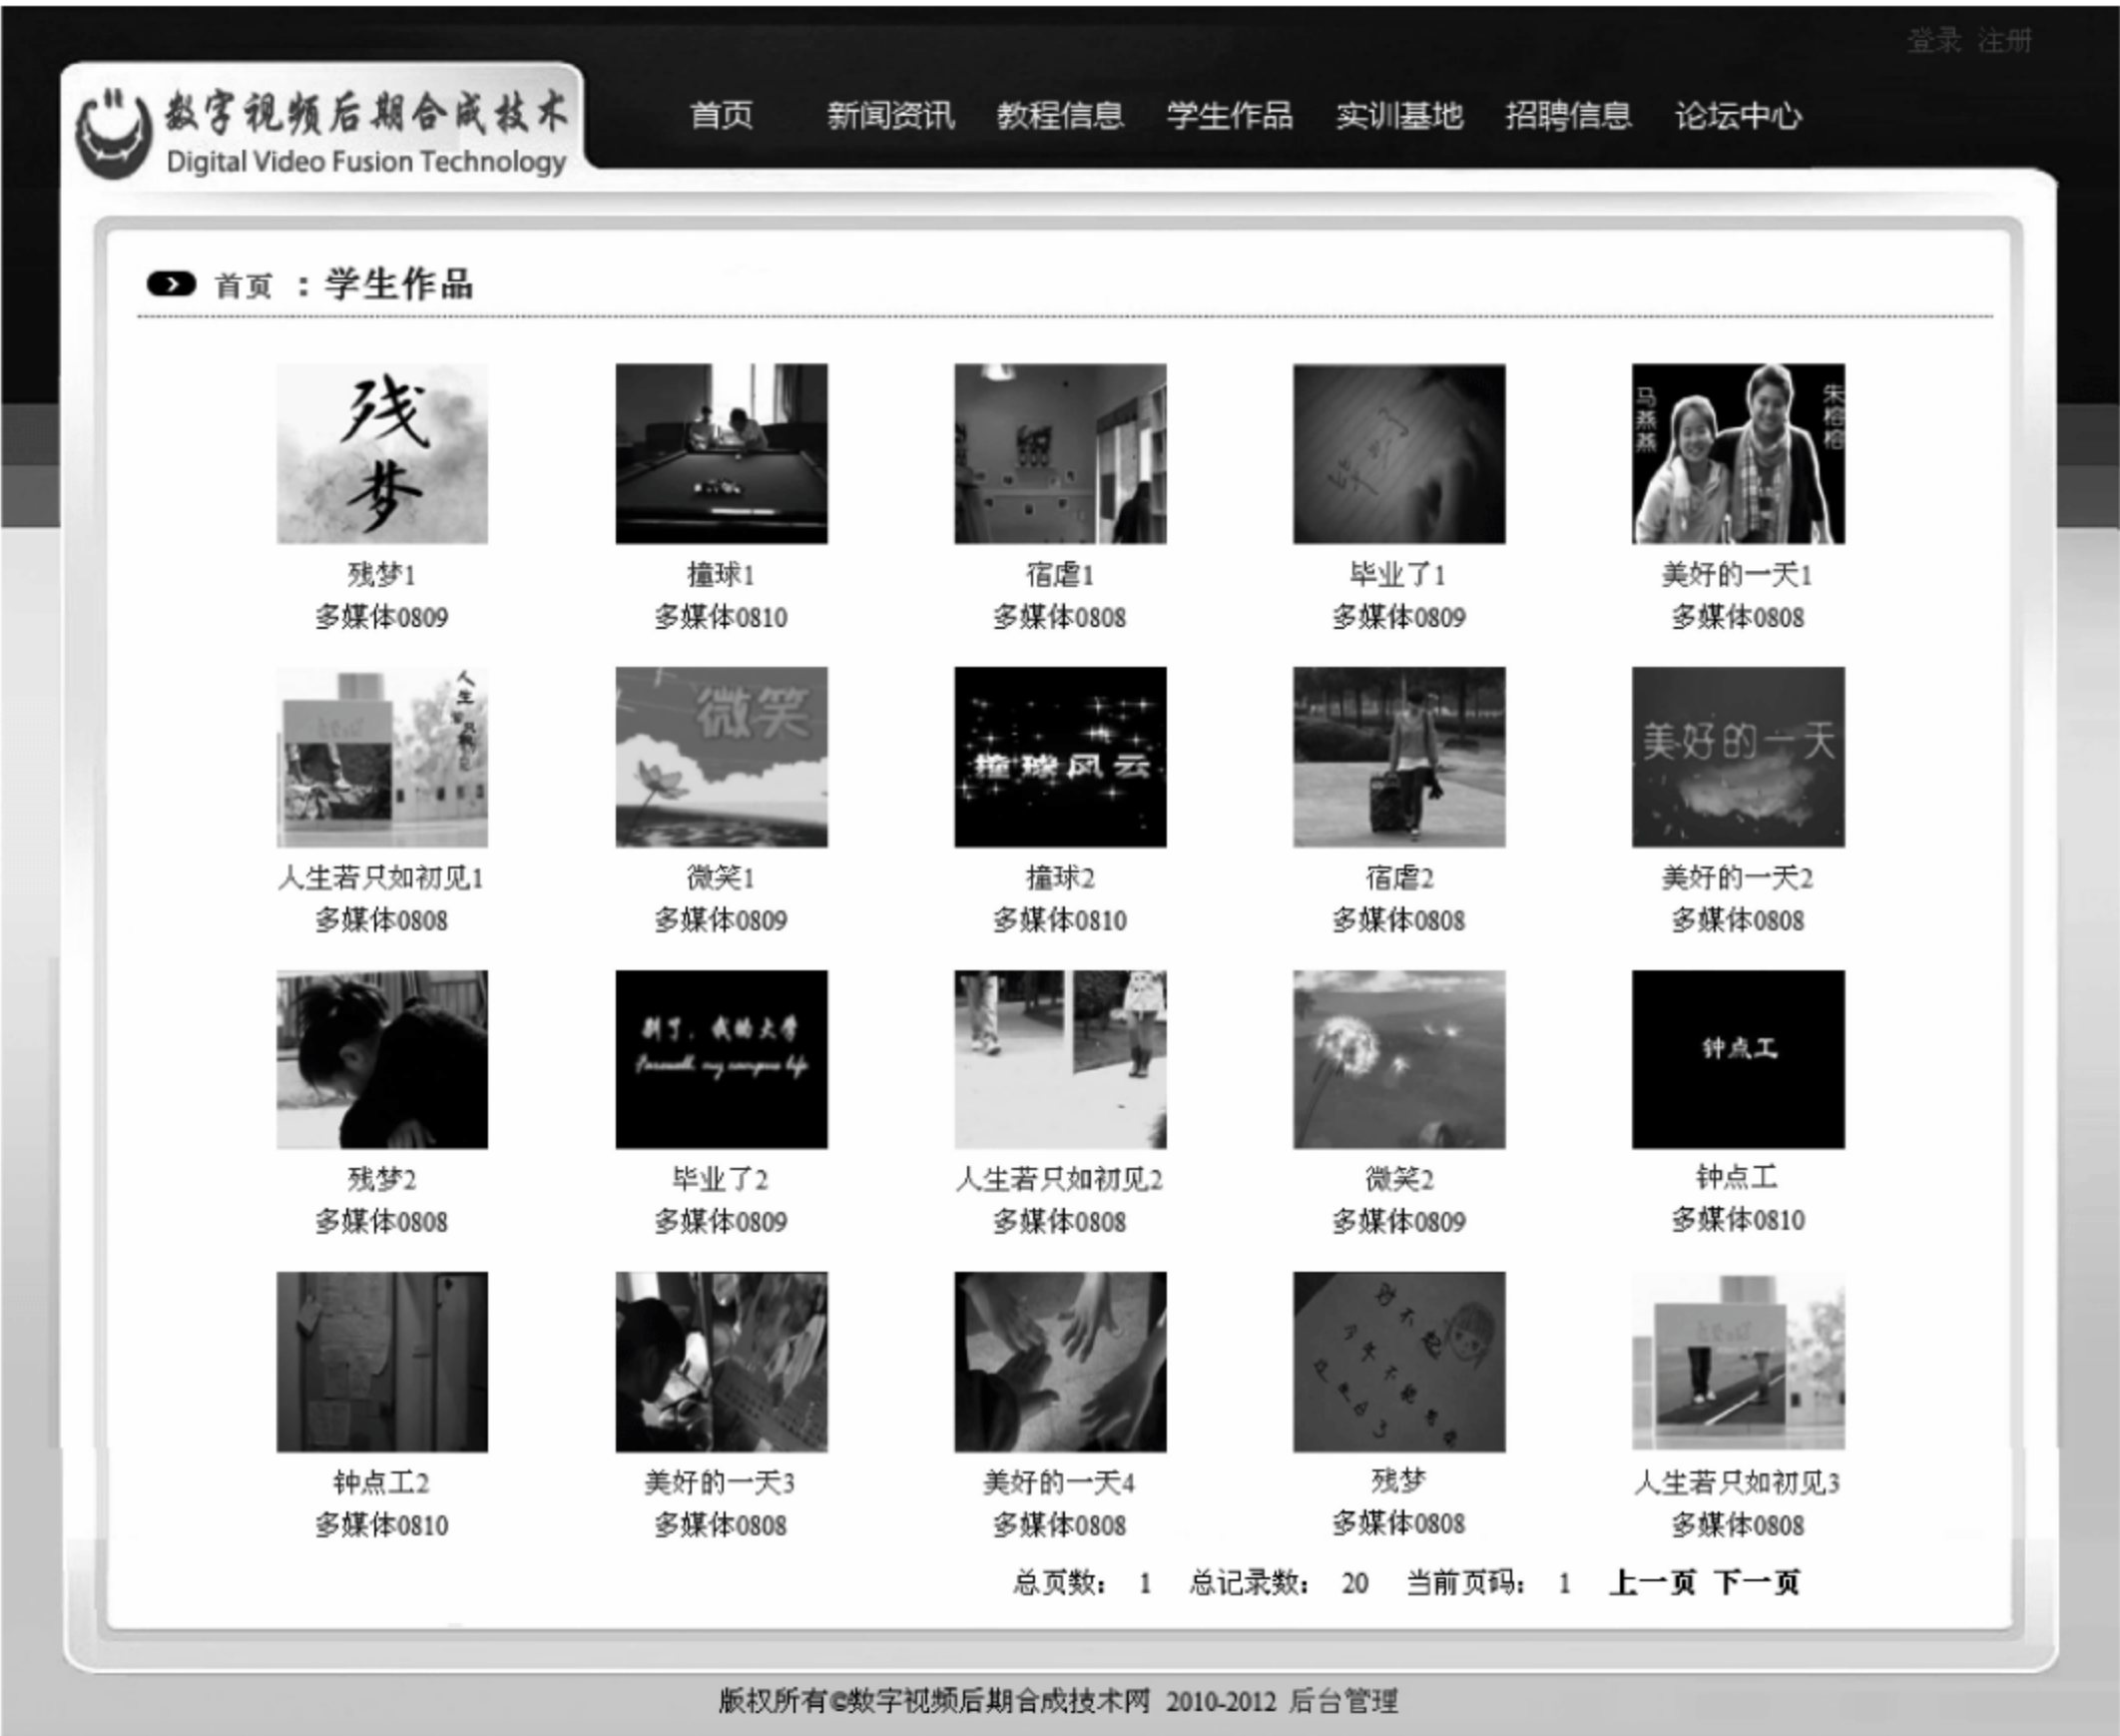 登录 注册
数字视频后期合成技术
Digital Video Fusion Technology
首页 新闻资讯 教程信息 学生作品 实训基地 招聘信息 论坛中心
首页 : 学生作品
残梦
马燕燕
朱榕榕
残梦1 撞球1 宿虐1 毕业了1 美好的一天1
多媒体0809 多媒体0810 多媒体0808 多媒体0809 多媒体0808
人生
微笑
撞球风云
美好的一天
人生若只如初见1 微笑1 撞球2 宿虐2 美好的一天2
多媒体0808 多媒体0809 多媒体0810 多媒体0808 多媒体0808
别了，我的大学
Farewell, my campus life
钟点工
残梦2 毕业了2 人生若只如初见2 微笑2 钟点工
多媒体0808 多媒体0809 多媒体0808 多媒体0809 多媒体0810
对不起
钟点工2 美好的一天3 美好的一天4 残梦 人生若只如初见3
多媒体0810 多媒体0808 多媒体0808 多媒体0808 多媒体0808
总页数： 1 总记录数： 20 当前页码： 1 上一页 下一页
版权所有©数字视频后期合成技术网 2010-2012 后台管理